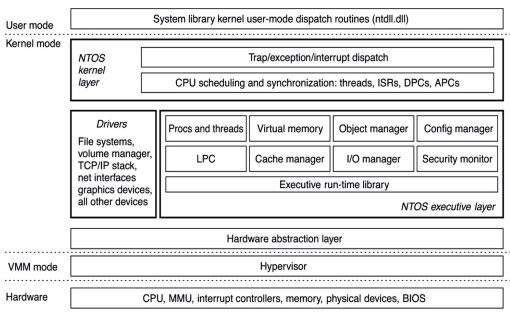 User mode
System library kernel user-mode dispatch routines (ntdll.dll)
Kernel mode
NTOS
kernel
layer
Trap/exception/interrupt dispatch
CPU scheduling and synchronization: threads, ISRs, DPCs, APCs
Drivers
File systems,
volume manager,
TCP/IP stack,
net interfaces
graphics devices,
all other devices
Procs and threads
Virtual memory
Object manager
Config manager
LPC
Cache manager
I/O manager
Security monitor
Executive run-time library
NTOS executive layer
Hardware abstraction layer
VMM mode
Hypervisor
Hardware
CPU, MMU, interrupt controllers, memory, physical devices, BIOS